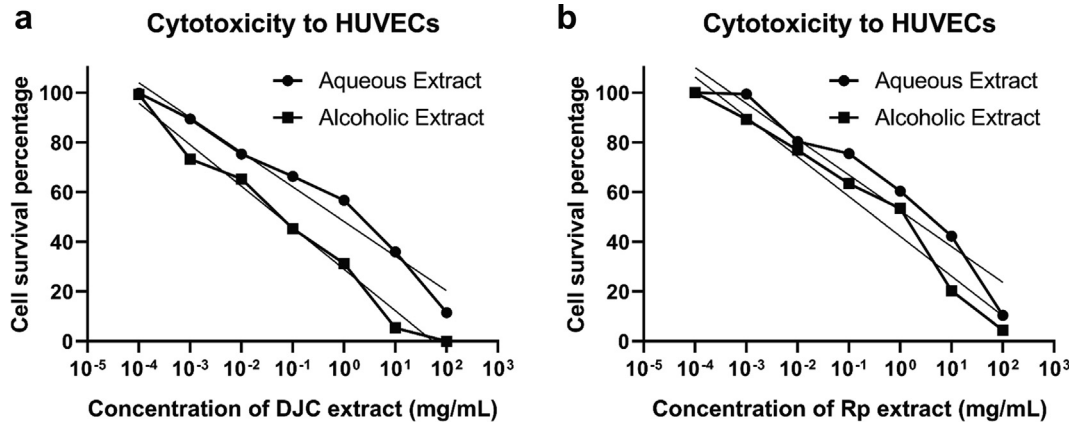 a
Cytotoxicity to HUVECs
Aqueous Extract
Alcoholic Extract
Cell survival percentage
100
80
60
40
20
0
10⁻⁵ 10⁻⁴ 10⁻³ 10⁻² 10⁻¹ 10⁰ 10¹ 10² 10³
Concentration of DJC extract (mg/mL)
b
Cytotoxicity to HUVECs
Aqueous Extract
Alcoholic Extract
Cell survival percentage
100
80
60
40
20
0
10⁻⁵ 10⁻⁴ 10⁻³ 10⁻² 10⁻¹ 10⁰ 10¹ 10² 10³
Concentration of Rp extract (mg/mL)